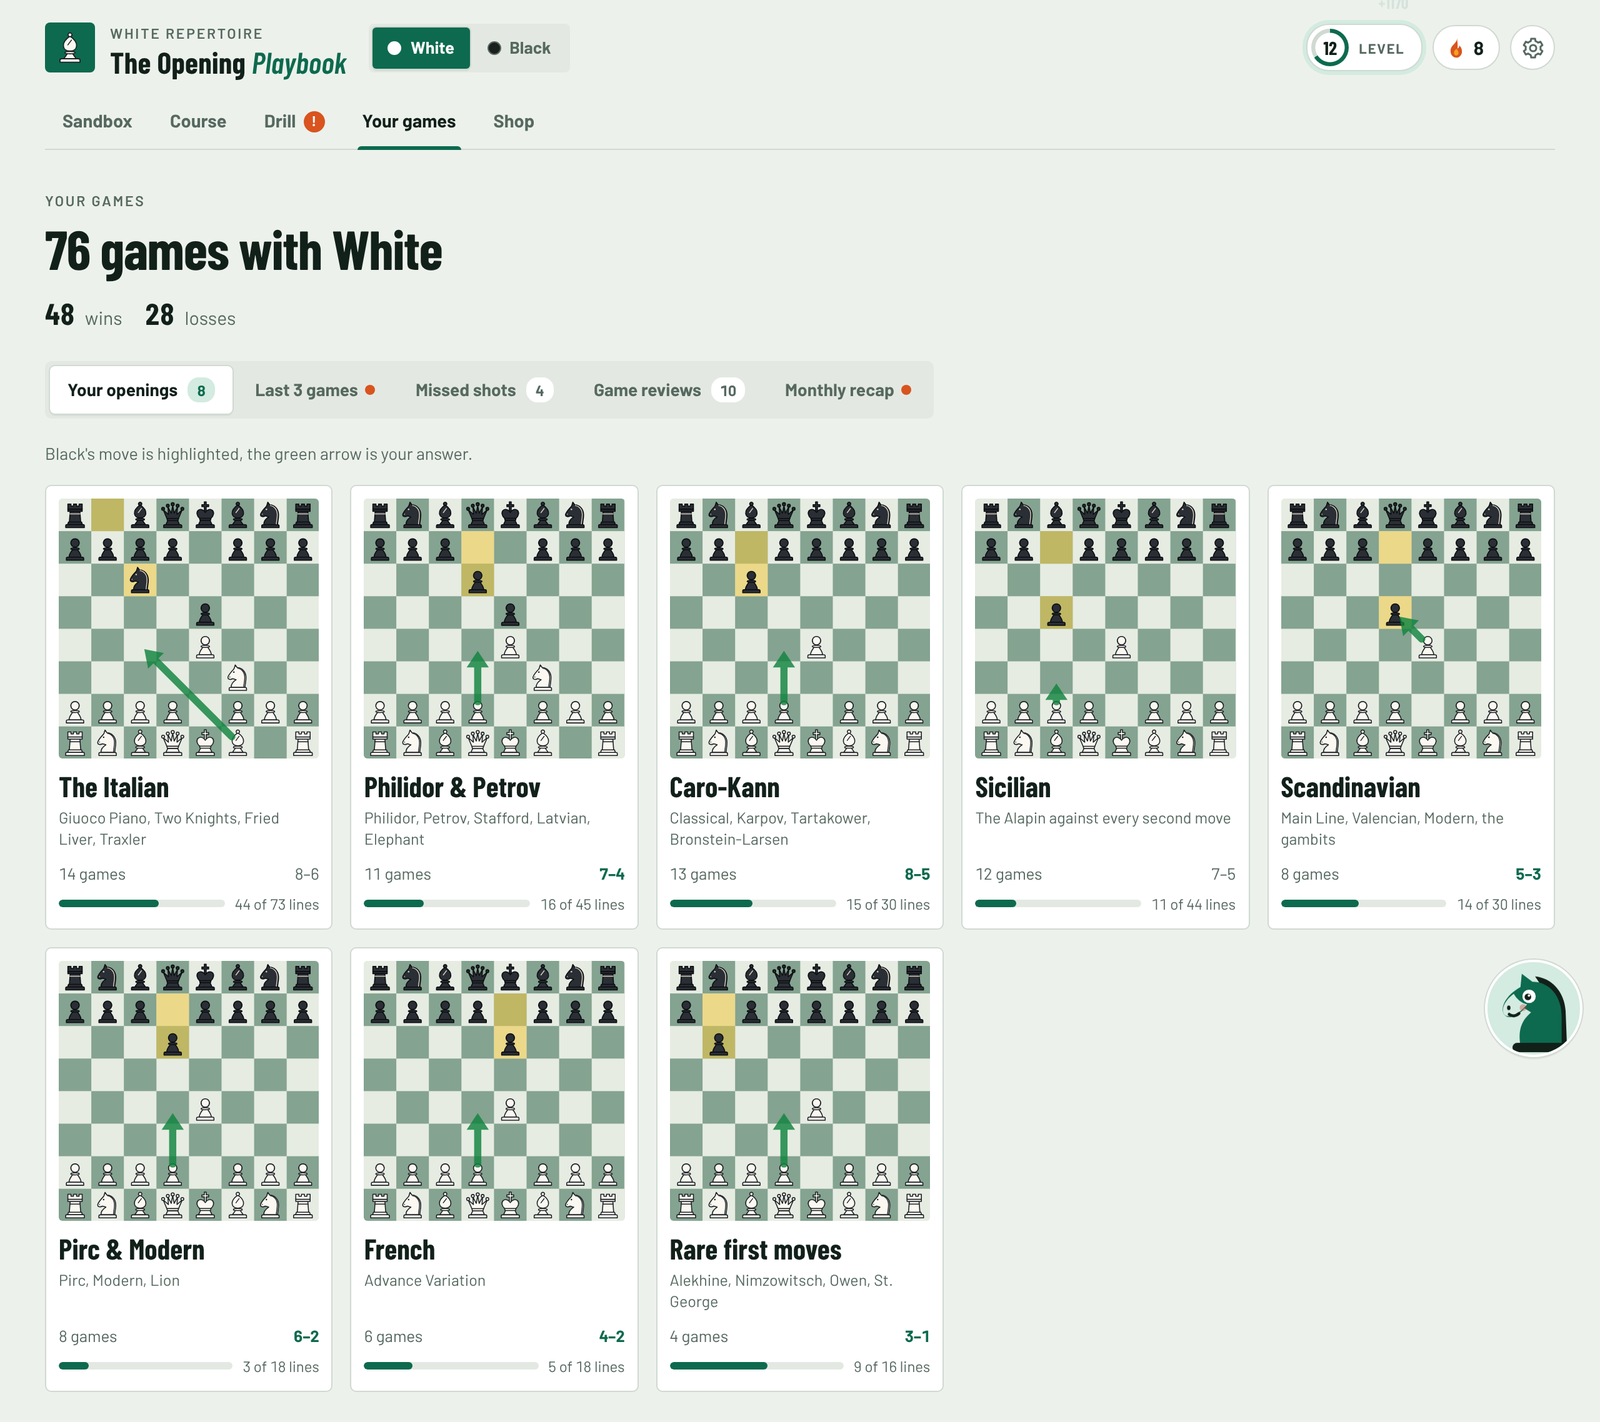 WHITE REPERTOIRE
The Opening Playbook
White
Black
12 LEVEL
8
Sandbox
Course
Drill !
Your games
Shop
YOUR GAMES
76 games with White
48 wins 28 losses
Your openings 8
Last 3 games
Missed shots 4
Game reviews 10
Monthly recap
Black's move is highlighted, the green arrow is your answer.
The Italian
Giuoco Piano, Two Knights, Fried
Liver, Traxler
14 games 8–6
44 of 73 lines
Philidor & Petrov
Philidor, Petrov, Stafford, Latvian,
Elephant
11 games 7–4
16 of 45 lines
Caro-Kann
Classical, Karpov, Tartakower,
Bronstein-Larsen
13 games 8–5
15 of 30 lines
Sicilian
The Alapin against every second move
12 games 7–5
11 of 44 lines
Scandinavian
Main Line, Valencian, Modern, the
gambits
8 games 5–3
14 of 30 lines
Pirc & Modern
Pirc, Modern, Lion
8 games 6–2
3 of 18 lines
French
Advance Variation
6 games 4–2
5 of 18 lines
Rare first moves
Alekhine, Nimzowitsch, Owen, St.
George
4 games 3–1
9 of 16 lines